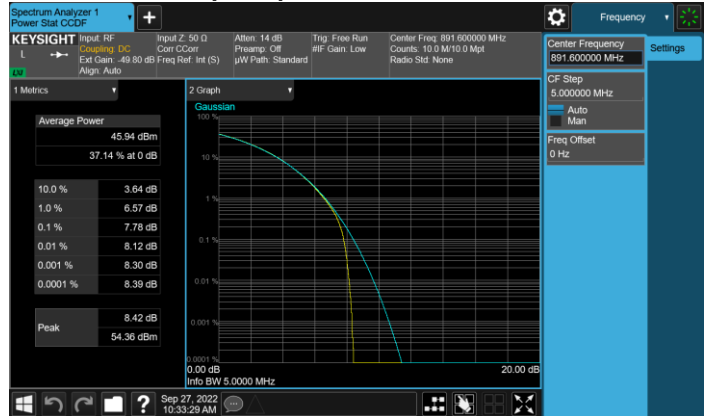 Spectrum Analyzer 1
Power Stat CCDF
Frequency
KEYSIGHT
L
LXI
Input: RF
Coupling: DC
Ext Gain: -49.80 dB
Align: Auto
Input Z: 50 Ω
Corr CCorr
Freq Ref: Int (S)
Atten: 14 dB
Preamp: Off
µW Path: Standard
Trig: Free Run
#IF Gain: Low
Center Freq: 891.600000 MHz
Counts: 10.0 M/10.0 Mpt
Radio Std: None
Center Frequency
891.600000 MHz
Settings
CF Step
5.000000 MHz
Auto
Man
Freq Offset
0 Hz
1 Metrics
Average Power
45.94 dBm
37.14 % at 0 dB
10.0 % 3.64 dB
1.0 % 6.57 dB
0.1 % 7.78 dB
0.01 % 8.12 dB
0.001 % 8.30 dB
0.0001 % 8.39 dB
Peak
8.42 dB
54.36 dBm
2 Graph
Gaussian
100 %
10 %
1 %
0.1 %
0.01 %
0.001 %
0.0001 %
0.00 dB 20.00 dB
Info BW 5.0000 MHz
?
Sep 27, 2022
10:33:29 AM